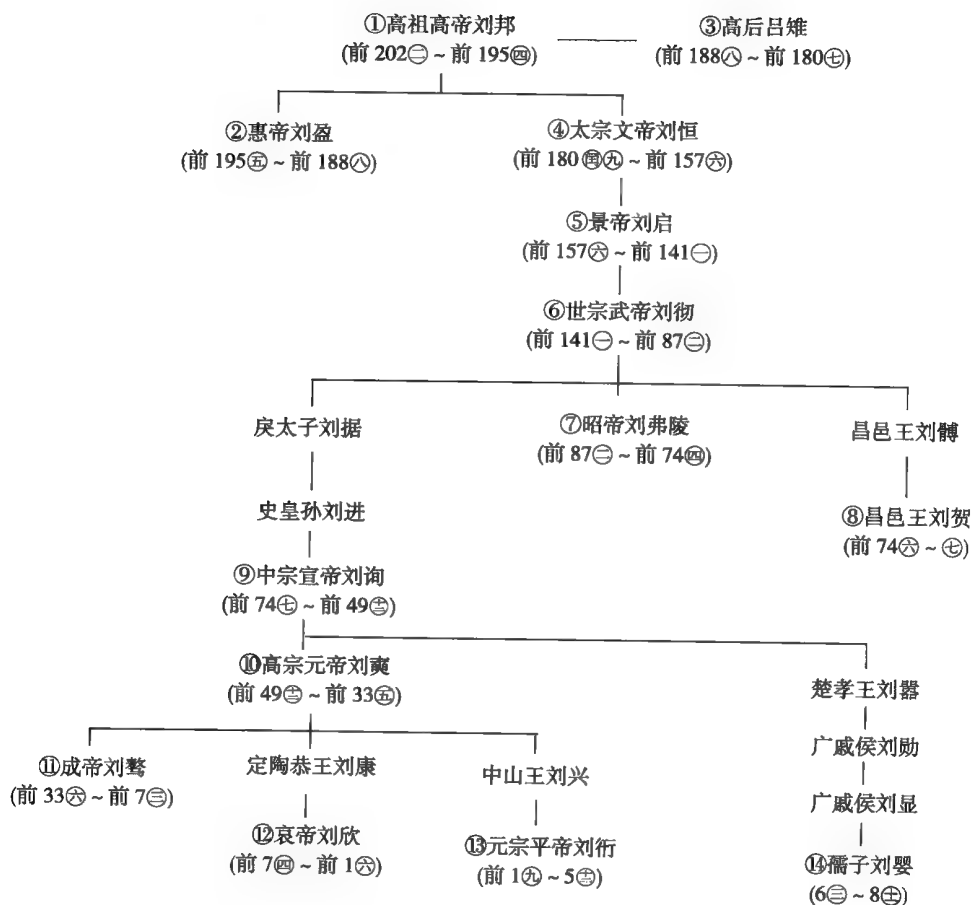 ①高祖高帝刘邦
(前 202㊁ ~ 前 195㊃)
③高后吕雉
(前 188㊇ ~ 前 180㊆)
②惠帝刘盈
(前 195㊄ ~ 前 188㊇)
④太宗文帝刘恒
(前 180㊀闰㊈ ~ 前 157㊅)
⑤景帝刘启
(前 157㊅ ~ 前 141㊀)
⑥世宗武帝刘彻
(前 141㊀ ~ 前 87㊁)
戾太子刘据
⑦昭帝刘弗陵
(前 87㊁ ~ 前 74㊃)
昌邑王刘髆
史皇孙刘进
⑧昌邑王刘贺
(前 74㊅ ~ ㊆)
⑨中宗宣帝刘询
(前 74㊆ ~ 前 49(十二))
⑩高宗元帝刘奭
(前 49(十二) ~ 前 33㊄)
楚孝王刘嚣
广戚侯刘勋
⑪成帝刘骜
(前 33㊅ ~ 前 7㊂)
定陶恭王刘康
中山王刘兴
广戚侯刘显
⑫哀帝刘欣
(前 7㊃ ~ 前 1㊅)
⑬元宗平帝刘衎
(前 1㊈ ~ 5(十二))
⑭孺子刘婴
(6㊂ ~ 8(十一))